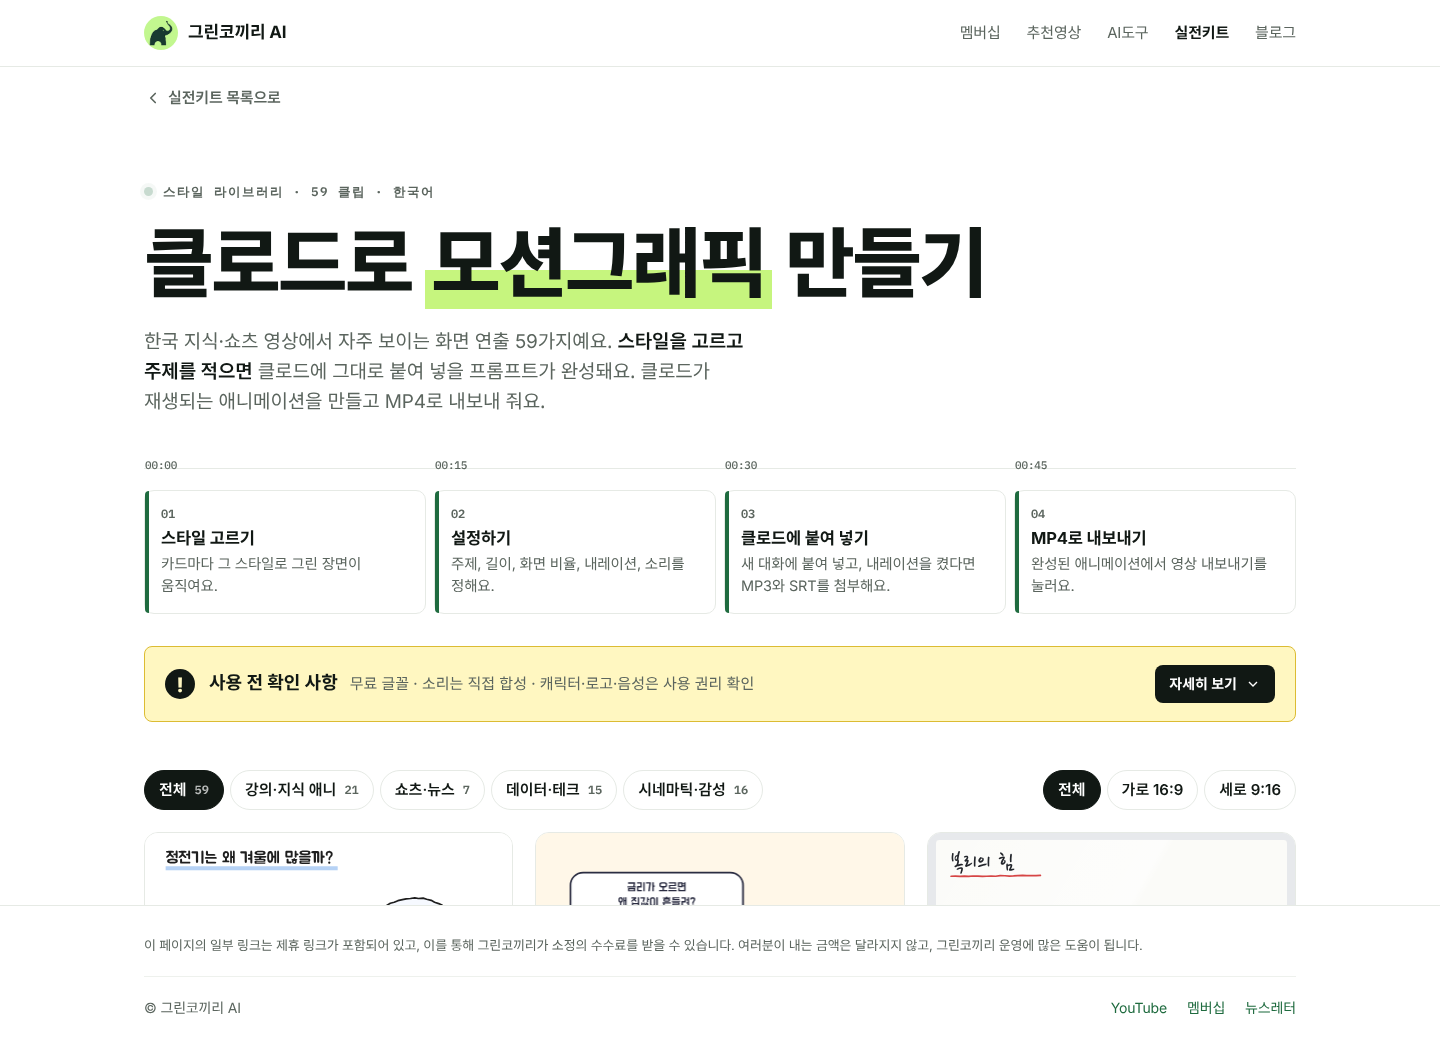 그린코끼리 AI
멤버십 추천영상 AI도구 실전키트 블로그
실전키트 목록으로
스타일 라이브러리 · 59 클립 · 한국어
클로드로 모션그래픽 만들기
한국 지식·쇼츠 영상에서 자주 보이는 화면 연출 59가지예요. 스타일을 고르고
주제를 적으면 클로드에 그대로 붙여 넣을 프롬프트가 완성돼요. 클로드가
재생되는 애니메이션을 만들고 MP4로 내보내 줘요.
00:00
01
스타일 고르기
카드마다 그 스타일로 그린 장면이
움직여요.
00:15
02
설정하기
주제, 길이, 화면 비율, 내레이션, 소리를
정해요.
00:30
03
클로드에 붙여 넣기
새 대화에 붙여 넣고, 내레이션을 켰다면
MP3와 SRT를 첨부해요.
00:45
04
MP4로 내보내기
완성된 애니메이션에서 영상 내보내기를
눌러요.
사용 전 확인 사항 무료 글꼴 · 소리는 직접 합성 · 캐릭터·로고·음성은 사용 권리 확인 자세히 보기
전체 59 강의·지식 애니 21 쇼츠·뉴스 7 데이터·테크 15 시네마틱·감성 16 전체 가로 16:9 세로 9:16
정전기는 왜 겨울에 많을까?
금리가 오르면
왜 집값이 흔들려?
복리의 힘
이 페이지의 일부 링크는 제휴 링크가 포함되어 있고, 이를 통해 그린코끼리가 소정의 수수료를 받을 수 있습니다. 여러분이 내는 금액은 달라지지 않고, 그린코끼리 운영에 많은 도움이 됩니다.
© 그린코끼리 AI YouTube 멤버십 뉴스레터